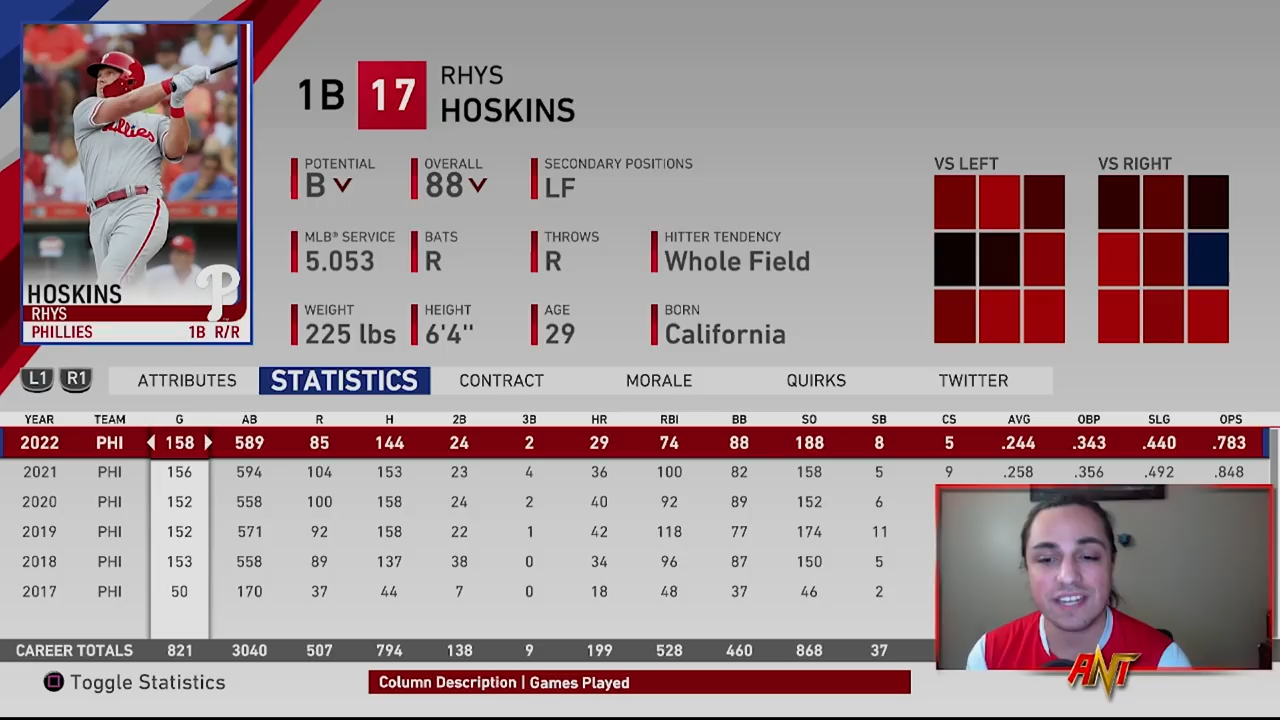 1B 17 RHYS
HOSKINS
POTENTIAL OVERALL SECONDARY POSITIONS
B 88 LF
MLB® SERVICE BATS THROWS HITTER TENDENCY
5.053 R R Whole Field
WEIGHT HEIGHT AGE BORN
225 lbs 6'4" 29 California
VS LEFT VS RIGHT
Phillies
HOSKINS
P
RHYS
PHILLIES 1B R/R
L1 R1 ATTRIBUTES STATISTICS CONTRACT MORALE QUIRKS TWITTER
YEAR TEAM G AB R H 2B 3B HR RBI BB SO SB CS AVG OBP SLG OPS
2022 PHI 158 589 85 144 24 2 29 74 88 188 8 5 .244 .343 .440 .783
2021 PHI 156 594 104 153 23 4 36 100 82 158 5 9 .258 .356 .492 .848
2020 PHI 152 558 100 158 24 2 40 92 89 152 6
2019 PHI 152 571 92 158 22 1 42 118 77 174 11
2018 PHI 153 558 89 137 38 0 34 96 87 150 5
2017 PHI 50 170 37 44 7 0 18 48 37 46 2
CAREER TOTALS 821 3040 507 794 138 9 199 528 460 868 37
Toggle Statistics
Column Description | Games Played
ANT